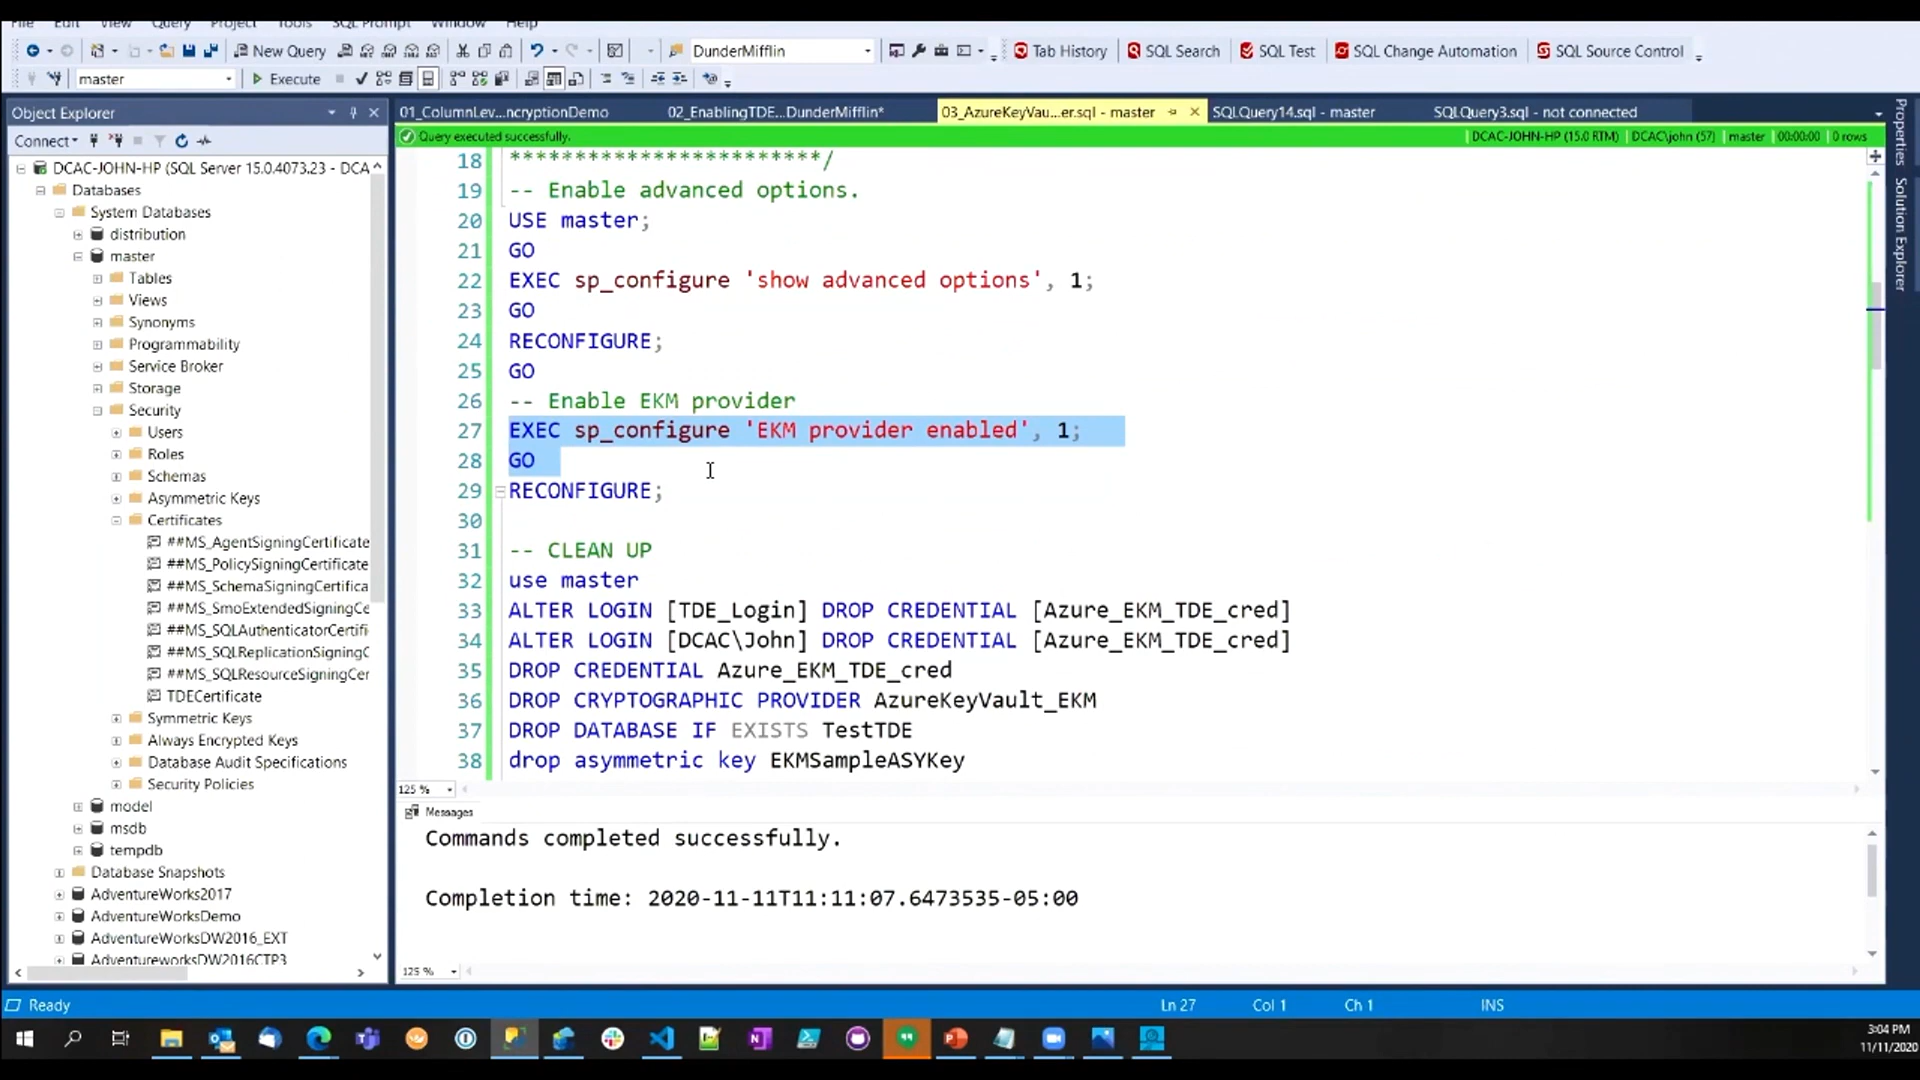 File Edit View Query Project Tools SQL Prompt Window Help
New Query DunderMifflin Tab History SQL Search SQL Test SQL Change Automation SQL Source Control
master Execute
Object Explorer
Connect
DCAC-JOHN-HP (SQL Server 15.0.4073.23 - DCA
Databases
System Databases
distribution
master
Tables
Views
Synonyms
Programmability
Service Broker
Storage
Security
Users
Roles
Schemas
Asymmetric Keys
Certificates
##MS_AgentSigningCertificate
##MS_PolicySigningCertificate
##MS_SchemaSigningCertifica
##MS_SmoExtendedSigningCe
##MS_SQLAuthenticatorCertifi
##MS_SQLReplicationSigningC
##MS_SQLResourceSigningCer
TDECertificate
Symmetric Keys
Always Encrypted Keys
Database Audit Specifications
Security Policies
model
msdb
tempdb
Database Snapshots
AdventureWorks2017
AdventureWorksDemo
AdventureWorksDW2016_EXT
AdventureworksDW2016CTP3
01_ColumnLev...ncryptionDemo 02_EnablingTDE...DunderMifflin* 03_AzureKeyVau...er.sql - master SQLQuery14.sql - master SQLQuery3.sql - not connected
Query executed successfully. DCAC-JOHN-HP (15.0 RTM) DCAC\john (57) master 00:00:00 0 rows
18 ************************/
19 -- Enable advanced options.
20 USE master;
21 GO
22 EXEC sp_configure 'show advanced options', 1;
23 GO
24 RECONFIGURE;
25 GO
26 -- Enable EKM provider
27 EXEC sp_configure 'EKM provider enabled', 1;
28 GO
29 RECONFIGURE;
30
31 -- CLEAN UP
32 use master
33 ALTER LOGIN [TDE_Login] DROP CREDENTIAL [Azure_EKM_TDE_cred]
34 ALTER LOGIN [DCAC\John] DROP CREDENTIAL [Azure_EKM_TDE_cred]
35 DROP CREDENTIAL Azure_EKM_TDE_cred
36 DROP CRYPTOGRAPHIC PROVIDER AzureKeyVault_EKM
37 DROP DATABASE IF EXISTS TestTDE
38 drop asymmetric key EKMSampleASYKey
125 %
Messages
Commands completed successfully.
Completion time: 2020-11-11T11:11:07.6473535-05:00
125 %
Properties
Solution Explorer
Ready Ln 27 Col 1 Ch 1 INS
3:04 PM
11/11/2020